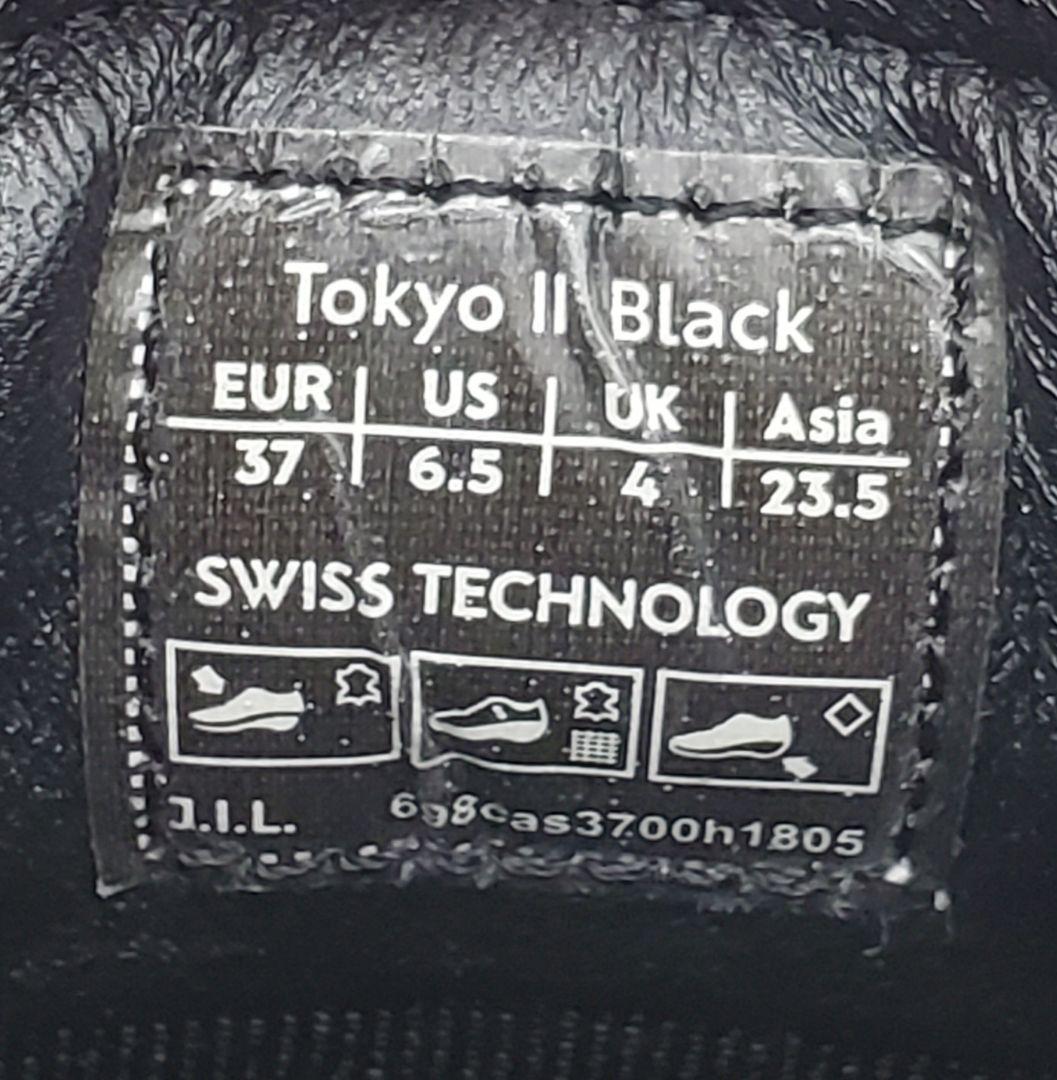 Tokyo II Black
EUR | US | UK | Asia
37 | 6.5 | 4 | 23.5
SWISS TECHNOLOGY
J.I.L. 6g8cas3700h1805